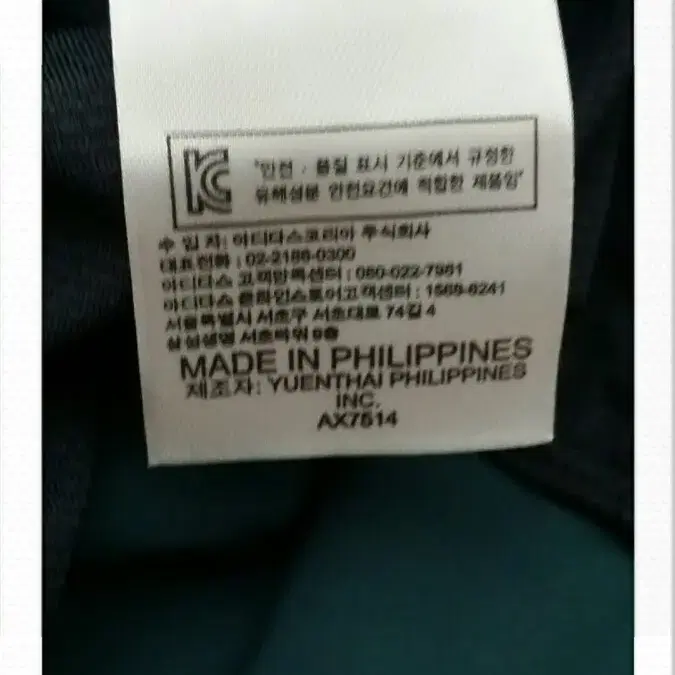 KC
"안전 · 품질 표시 기준에서 규정한
유해성분 안전요건에 적합한 제품임"
수 입 자: 아디다스코리아 주식회사
대표전화 : 02-2186-0300
아디다스 고객만족센터 : 080-022-7961
아디다스 온라인스토어고객센터 : 1566-6241
서울특별시 서초구 서초대로 74길 4
삼성생명 서초타워 6층
MADE IN PHILIPPINES
제조자: YUENTHAI PHILIPPINES
INC.
AX7514